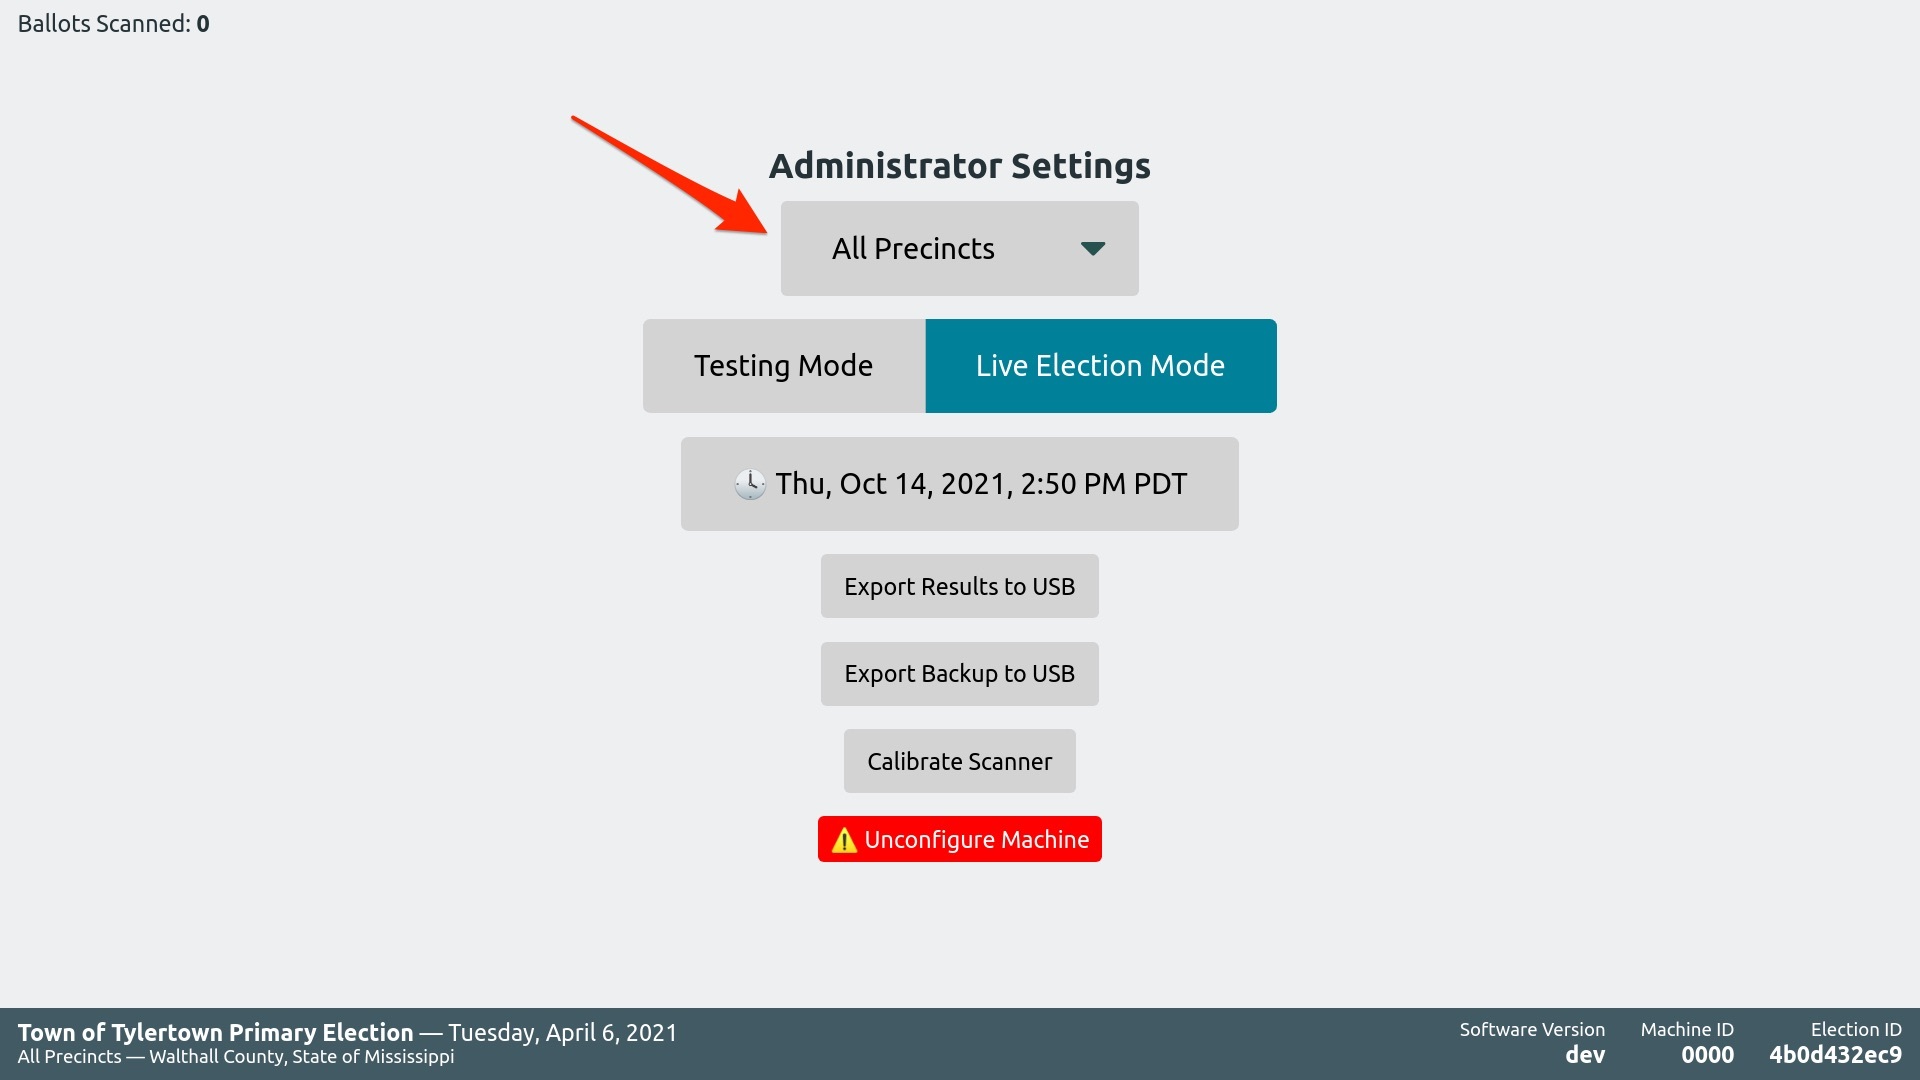 Ballots Scanned: 0
Administrator Settings
All Precincts
Testing Mode
Live Election Mode
Thu, Oct 14, 2021, 2:50 PM PDT
Export Results to USB
Export Backup to USB
Calibrate Scanner
Unconfigure Machine
Town of Tylertown Primary Election — Tuesday, April 6, 2021
All Precincts — Walthall County, State of Mississippi
Software Version
dev
Machine ID
0000
Election ID
4b0d432ec9